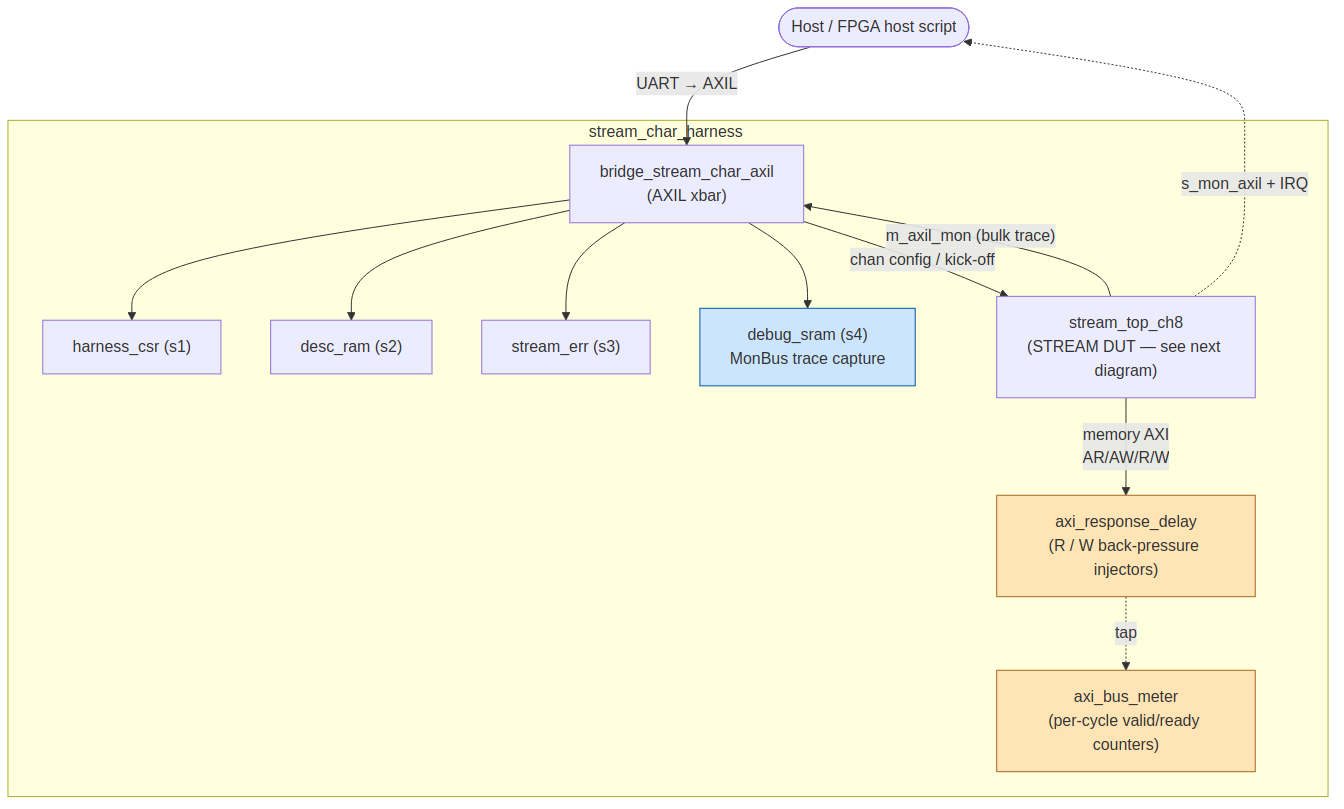 Host / FPGA host script
UART → AXIL
stream_char_harness
bridge_stream_char_axil
(AXIL xbar)
s_mon_axil + IRQ
m_axil_mon (bulk trace)
chan config / kick-off
harness_csr (s1)
desc_ram (s2)
stream_err (s3)
debug_sram (s4)
MonBus trace capture
stream_top_ch8
(STREAM DUT — see next
diagram)
memory AXI
AR/AW/R/W
axi_response_delay
(R / W back-pressure
injectors)
tap
axi_bus_meter
(per-cycle valid/ready
counters)